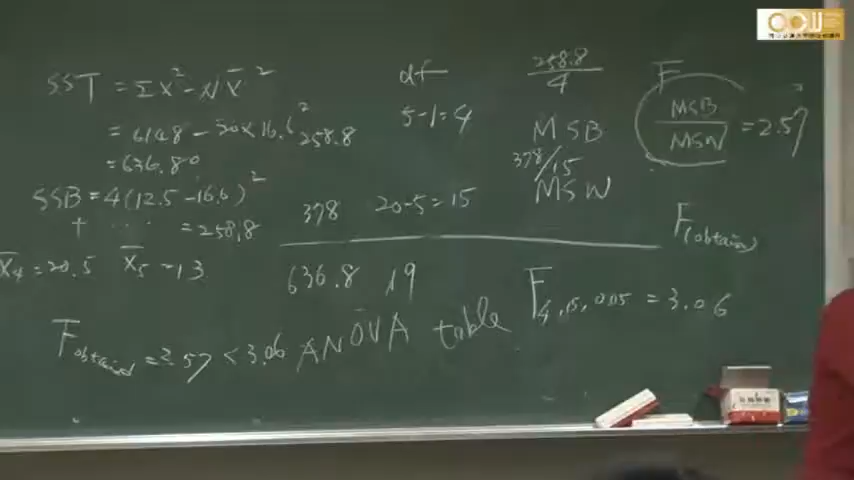 SST = ΣX² - NX̄²
= 6148 - 20×16.6²
= 636.80
SSB = 4(12.5 - 16.6)²
+ ... = 258.8
X̄4 = 20.5 X̄5 = 13
df
258.8 5-1=4
378 20-5=15
636.8 19
258.8/4
MSB
378/15
MSW
F
MSB/MSW = 2.57
F(obtained)
F4,15,0.05 = 3.06
Fobtained = 2.57 < 3.06
ANOVA table
OCW